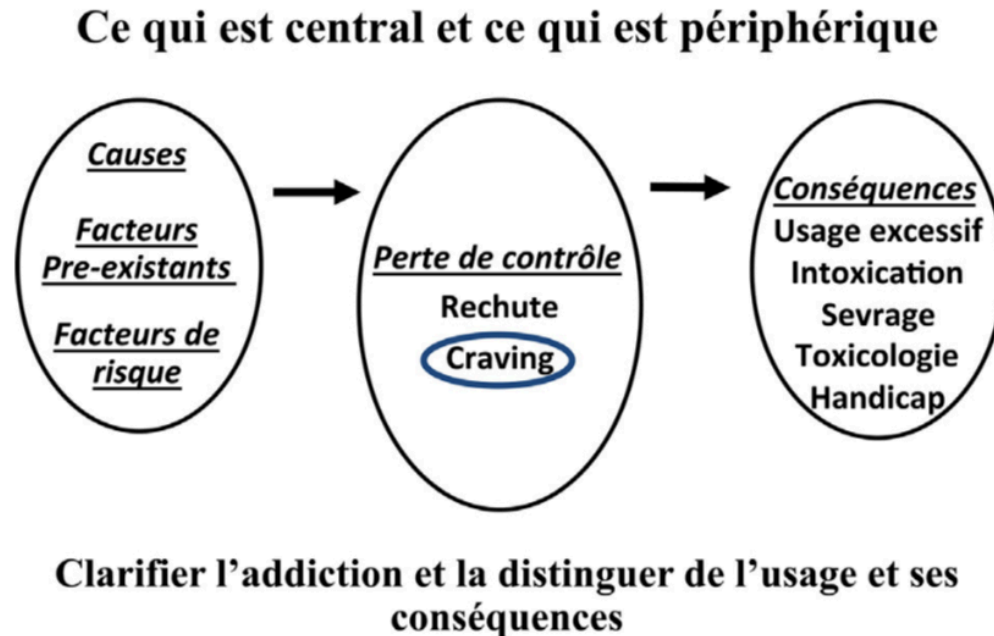 Ce qui est central et ce qui est périphérique
Causes
Facteurs
Pre-existants
Facteurs de
risque
Perte de contrôle
Rechute
Craving
Conséquences
Usage excessif
Intoxication
Sevrage
Toxicologie
Handicap
Clarifier l’addiction et la distinguer de l’usage et ses
conséquences